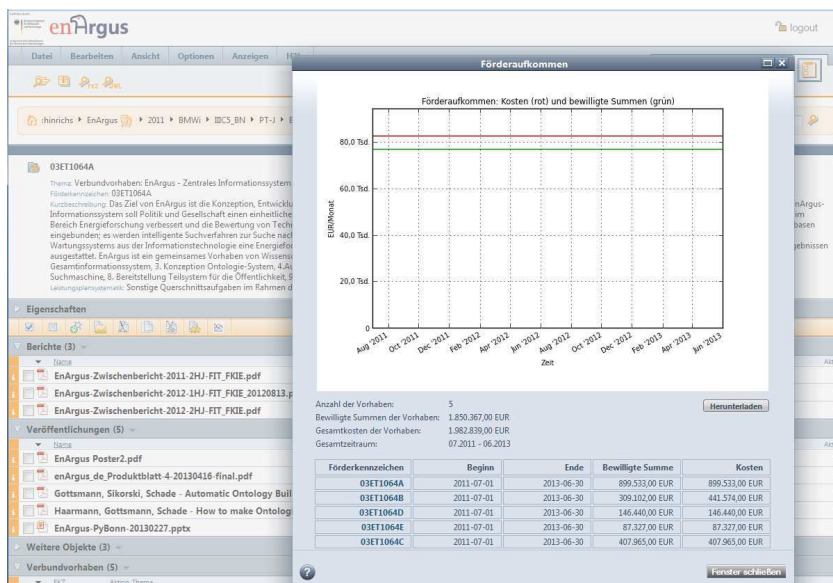 enArgus
logout
Datei Bearbeiten Ansicht Optionen Anzeigen
:hinrichs EnArgus 2011 BMWi IIIC5_BN PT-J
03ET1064A
Thema: Verbundvorhaben: EnArgus - Zentrales Informationssystem
Förderkennzeichen: 03ET1064A
Kurzbeschreibung: Das Ziel von EnArgus ist die Konzeption, Entwicklu
Informationssystem soll Politik und Gesellschaft einen einheitliche
Bereich Energieforschung verbessert und die Bewertung von Tech
eingebunden; es werden intelligente Suchverfahren zur Suche nach
Wartungssystems aus der Informationstechnologie eine Energiefo
ausgestattet. EnArgus ist ein gemeinsames Vorhaben von Wissens
Gesamtinformationssystem, 3. Konzeption Ontologie-System, 4.Au
Suchmaschine, 8. Bereitstellung Teilsystem für die Öffentlichkeit, 9
Leistungsplansystematik: Sonstige Querschnittsaufgaben im Rahmen d
nArgus-
im
basen
gebnissen
Eigenschaften
Berichte (3)
Name
EnArgus-Zwischenbericht-2011-2HJ-FIT_FKIE.pdf
EnArgus-Zwischenbericht-2012-1HJ-FIT_FKIE_20120813.p
EnArgus-Zwischenbericht-2012-2HJ-FIT_FKIE.pdf
Veröffentlichungen (5)
Name
EnArgus Poster2.pdf
enArgus_de_Produktblatt-4-20130416-final.pdf
Gottsmann, Sikorski, Schade - Automatic Ontology Buil
Haarmann, Gottsmann, Schade - How to make Ontolog
EnArgus-PyBonn-20130227.pptx
Weitere Objekte (3)
Verbundvorhaben (5)
FKZ Aktion Thema
Förderaufkommen
Förderaufkommen: Kosten (rot) und bewilligte Summen (grün)
EUR/Monat
80,0 Tsd.
60,0 Tsd.
40,0 Tsd.
20,0 Tsd.
0
Aug '2011 Oct '2011 Dec '2011 Feb '2012 Apr '2012 Jun '2012 Aug '2012 Oct '2012 Dec '2012 Feb '2013 Apr '2013 Jun '2013
Zeit
Anzahl der Vorhaben: 5
Herunterladen
Bewilligte Summen der Vorhaben: 1.850.367,00 EUR
Gesamtkosten der Vorhaben: 1.982.839,00 EUR
Gesamtzeitraum: 07.2011 - 06.2013
Förderkennzeichen Beginn Ende Bewilligte Summe Kosten
03ET1064A 2011-07-01 2013-06-30 899.533,00 EUR 899.533,00 EUR
03ET1064B 2011-07-01 2013-06-30 309.102,00 EUR 441.574,00 EUR
03ET1064D 2011-07-01 2013-06-30 146.440,00 EUR 146.440,00 EUR
03ET1064E 2011-07-01 2013-06-30 87.327,00 EUR 87.327,00 EUR
03ET1064C 2011-07-01 2013-06-30 407.965,00 EUR 407.965,00 EUR
Fenster schließen